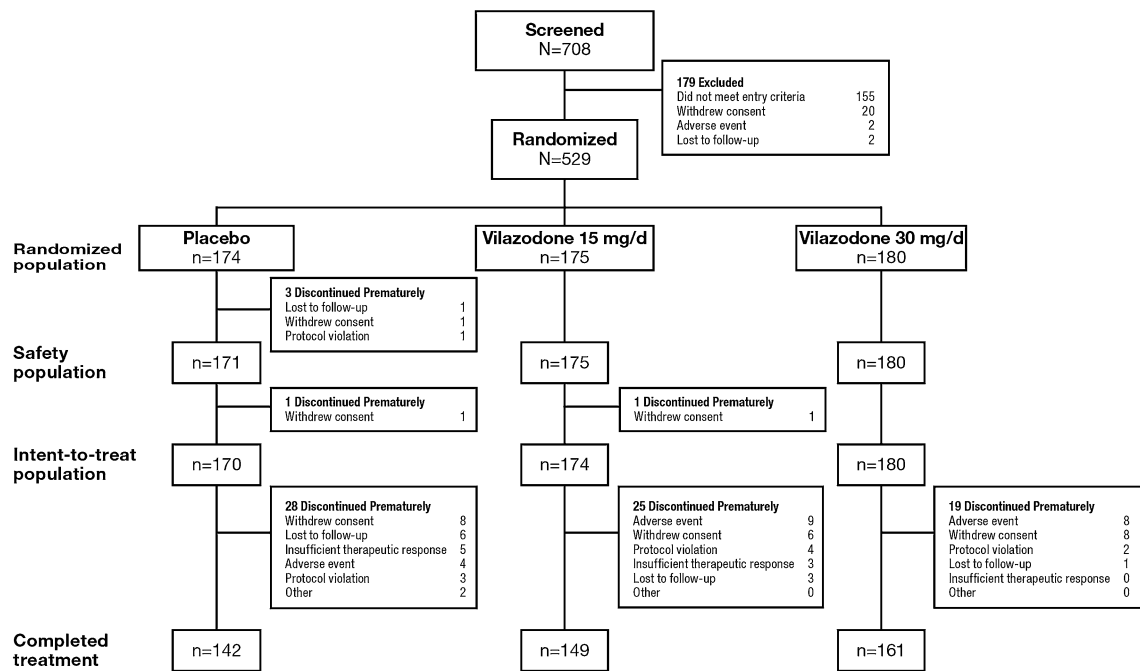 Screened
N=708
179 Excluded
Did not meet entry criteria 155
Withdrew consent 20
Adverse event 2
Lost to follow-up 2
Randomized
N=529
Randomized
population
Placebo
n=174
Vilazodone 15 mg/d
n=175
Vilazodone 30 mg/d
n=180
3 Discontinued Prematurely
Lost to follow-up 1
Withdrew consent 1
Protocol violation 1
Safety
population
n=171
n=175
n=180
1 Discontinued Prematurely
Withdrew consent 1
1 Discontinued Prematurely
Withdrew consent 1
Intent-to-treat
population
n=170
n=174
n=180
28 Discontinued Prematurely
Withdrew consent 8
Lost to follow-up 6
Insufficient therapeutic response 5
Adverse event 4
Protocol violation 3
Other 2
25 Discontinued Prematurely
Adverse event 9
Withdrew consent 6
Protocol violation 4
Insufficient therapeutic response 3
Lost to follow-up 3
Other 0
19 Discontinued Prematurely
Adverse event 8
Withdrew consent 8
Protocol violation 2
Lost to follow-up 1
Insufficient therapeutic response 0
Other 0
Completed
treatment
n=142
n=149
n=161